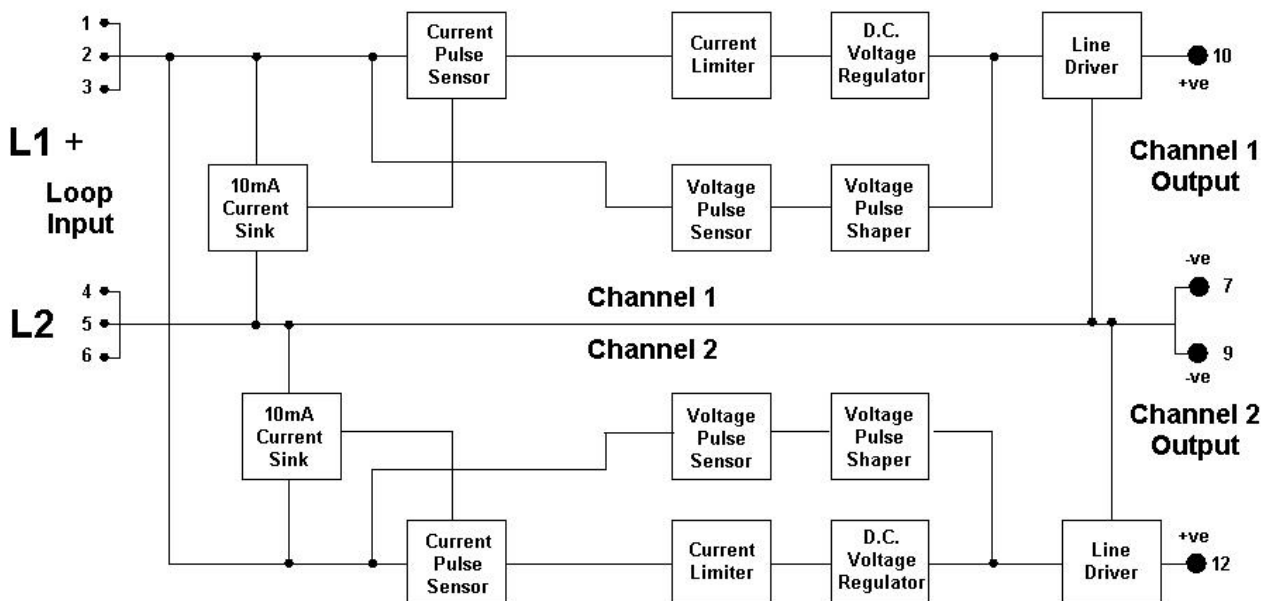 1
2
3
L1 +
Loop
Input
Current
Pulse
Sensor
Current
Limiter
D.C.
Voltage
Regulator
Line
Driver
10
+ve
10mA
Current
Sink
Voltage
Pulse
Sensor
Voltage
Pulse
Shaper
Channel 1
Output
L2
4
5
6
Channel 1
Channel 2
-ve
7
9
-ve
10mA
Current
Sink
Voltage
Pulse
Sensor
Voltage
Pulse
Shaper
Channel 2
Output
Current
Pulse
Sensor
Current
Limiter
D.C.
Voltage
Regulator
Line
Driver
+ve
12